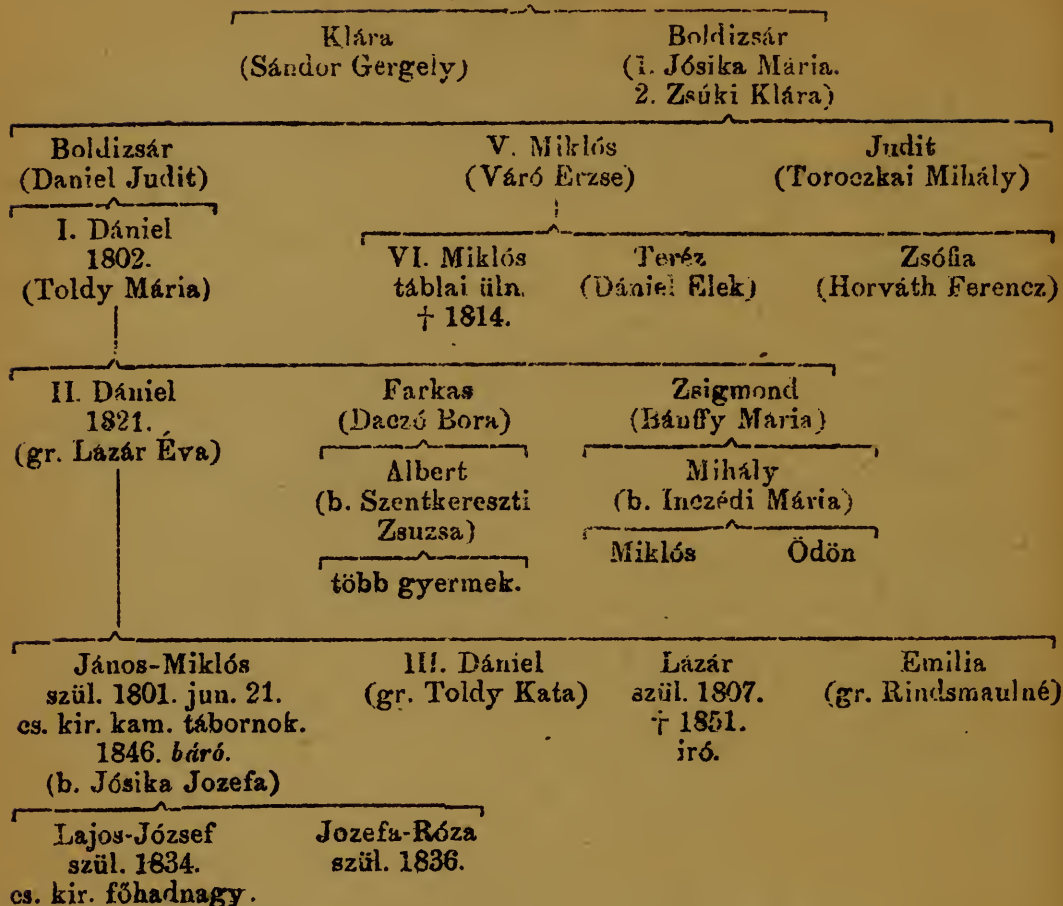 Klára Boldizsár
(Sándor Gergely) (1. Jósika Mária.
2. Zsúki Klára)
Boldizsár V. Miklós Judit
(Daniel Judit) (Váró Erzse) (Toroczkai Mihály)
I. Dániel VI. Miklós Teréz Zsófia
1802. táblai üln. (Dániel Elek) (Horváth Ferencz)
(Toldy Mária) † 1814.
II. Dániel Farkas Zsigmond
1821. (Daczó Bora) (Bánffy Maria)
(gr. Lázár Éva) Albert Mihály
(b. Szentkereszti (b. Inczédi Mária)
Zsuzsa) Miklós Ödön
több gyermek.
János-Miklós III. Dániel Lázár Emilia
szül. 1801. jun. 21. (gr. Toldy Kata) szül. 1807. (gr. Rindsmaulné)
cs. kir. kam. tábornok. † 1851.
1846. báró. iró.
(b. Jósika Jozefa)
Lajos-József Jozefa-Róza
szül. 1834. szül. 1836.
cs. kir. főhadnagy.